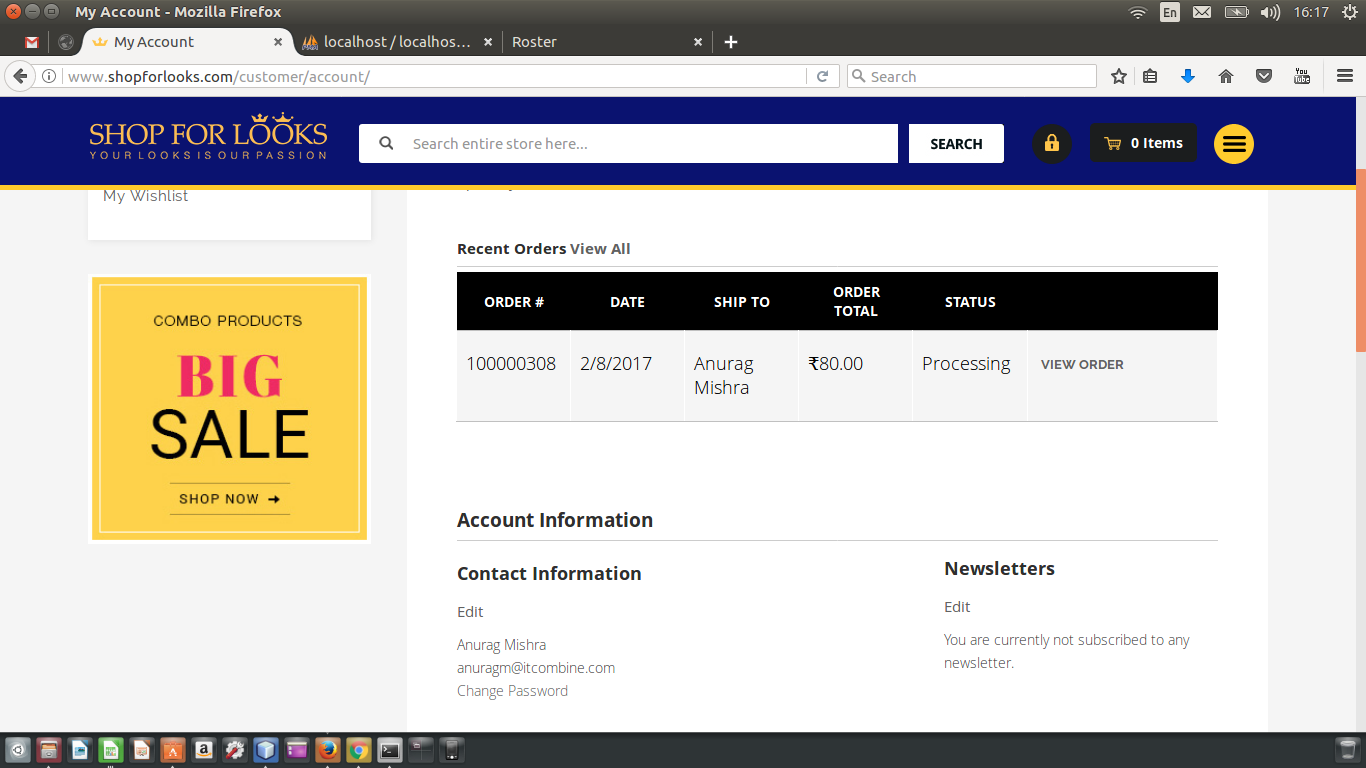 My Account - Mozilla Firefox
En
16:17
My Account
localhost / localhos...
Roster
www.shopforlooks.com/customer/account/
Search
You
Tube
SHOP FOR LOOKS
YOUR LOOKS IS OUR PASSION
Search entire store here...
SEARCH
0 Items
My Wishlist
COMBO PRODUCTS
BIG
SALE
SHOP NOW
Recent Orders View All
ORDER # DATE SHIP TO ORDER TOTAL STATUS
100000308 2/8/2017 Anurag Mishra ₹80.00 Processing VIEW ORDER
Account Information
Contact Information
Edit
Anurag Mishra
anuragm@itcombine.com
Change Password
Newsletters
Edit
You are currently not subscribed to any
newsletter.